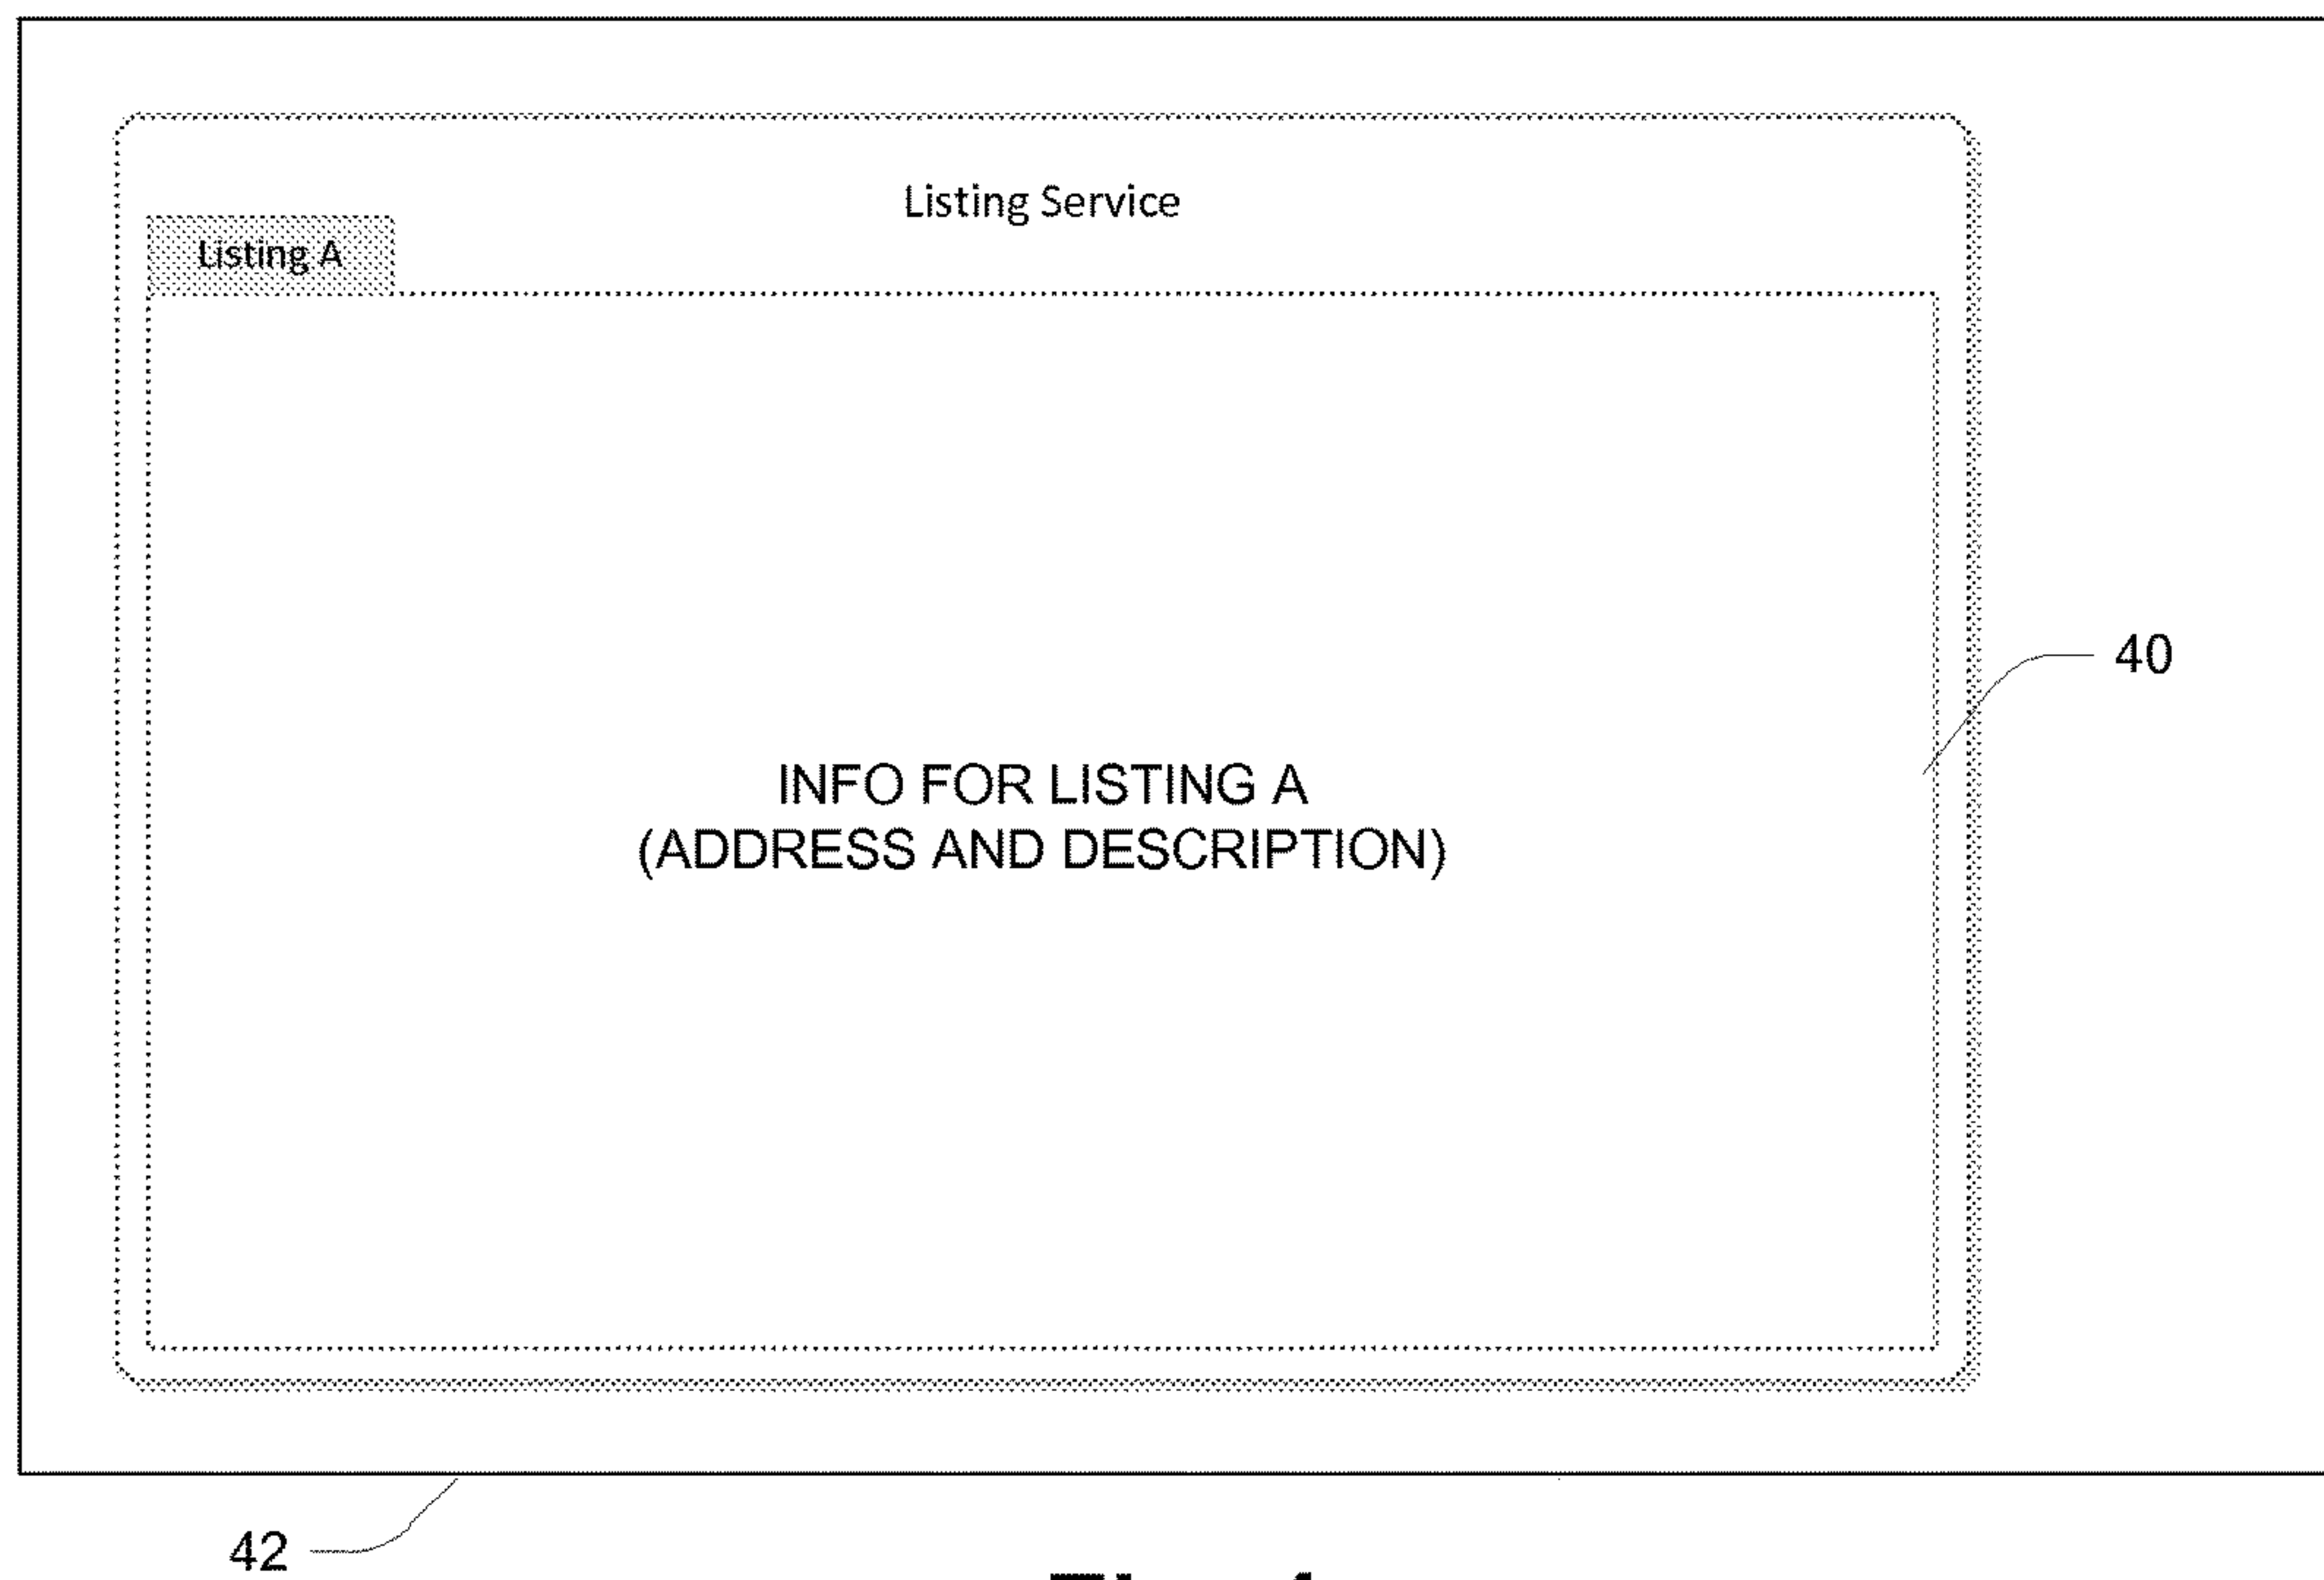 Listing Service
Listing A
40
INFO FOR LISTING A
(ADDRESS AND DESCRIPTION)
42